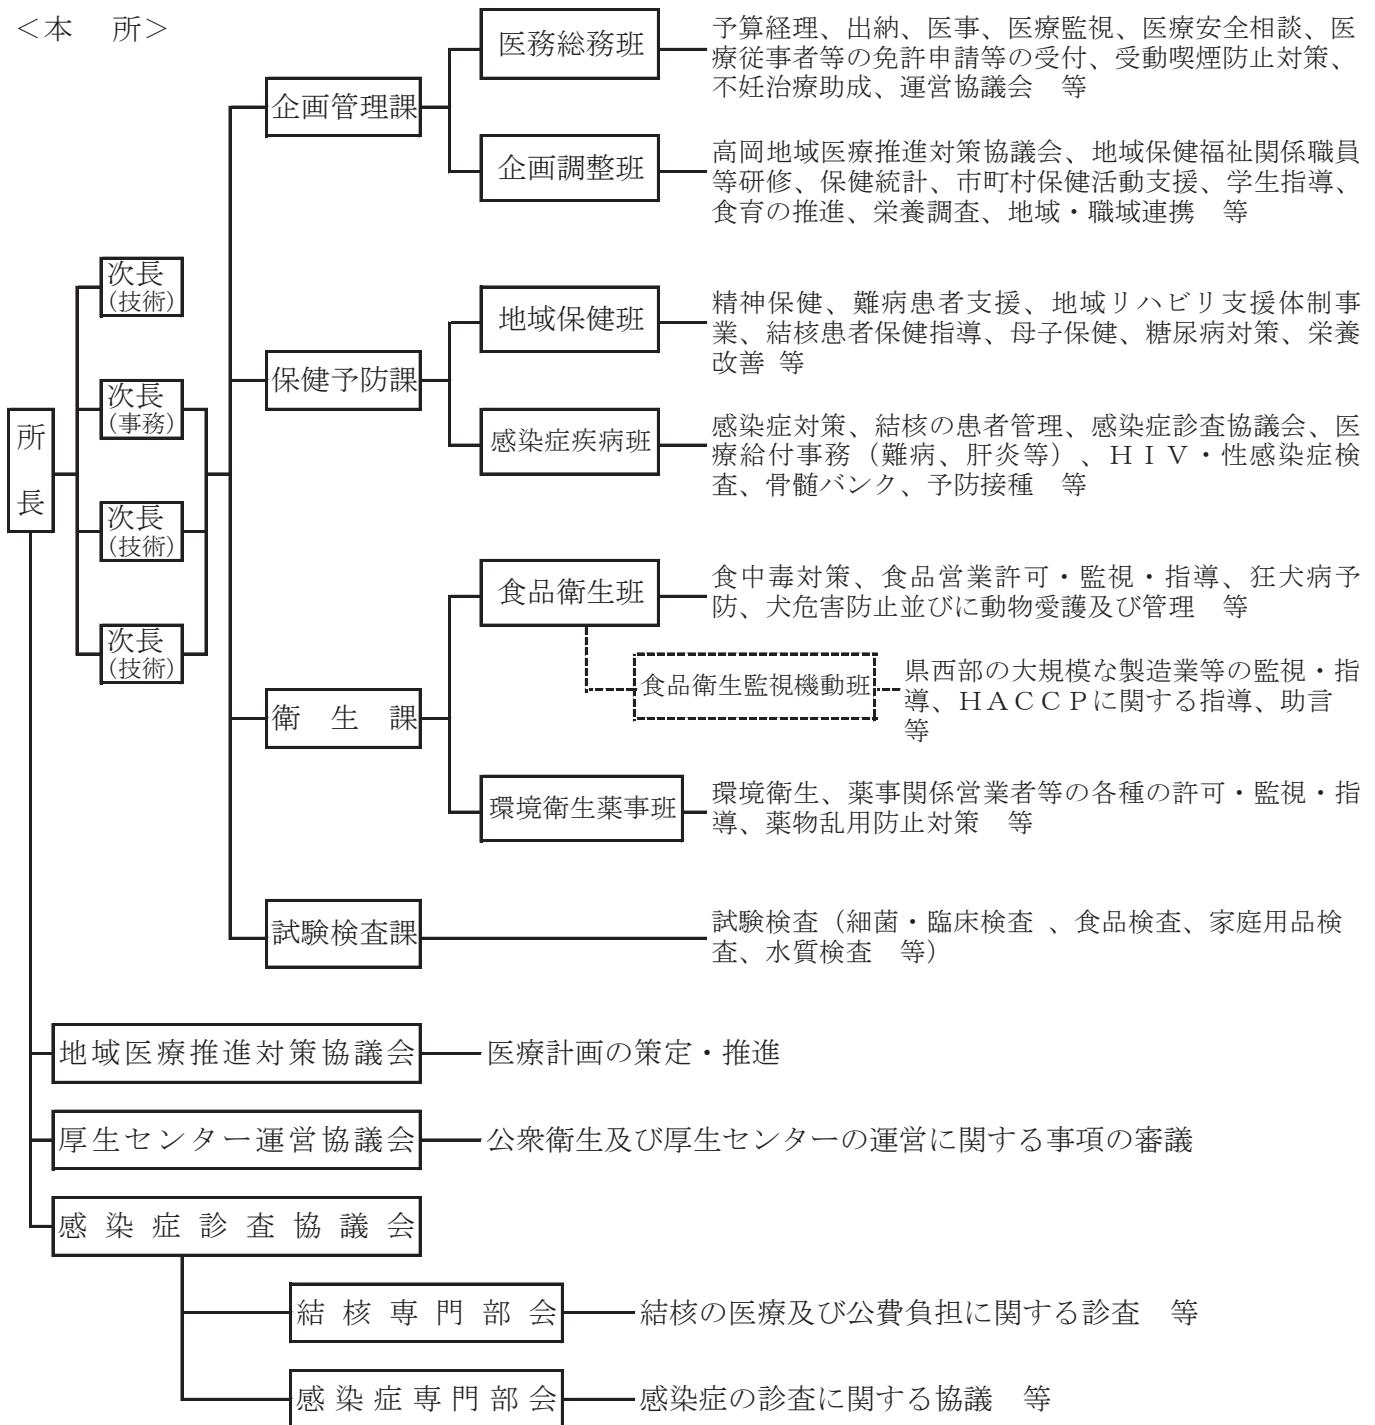 ＜本　所＞
医務総務班
予算経理、出納、医事、医療監視、医療安全相談、医
療従事者等の免許申請等の受付、受動喫煙防止対策、
不妊治療助成、運営協議会　等
企画管理課
企画調整班
高岡地域医療推進対策協議会、地域保健福祉関係職員
等研修、保健統計、市町村保健活動支援、学生指導、
食育の推進、栄養調査、地域・職域連携　等
次長
(技術)
地域保健班
精神保健、難病患者支援、地域リハビリ支援体制事
業、結核患者保健指導、母子保健、糖尿病対策、栄養
改善 等
保健予防課
次長
(事務)
所
長
感染症疾病班
感染症対策、結核の患者管理、感染症診査協議会、医
療給付事務（難病、肝炎等）、ＨＩＶ・性感染症検
査、骨髄バンク、予防接種　等
次長
(技術)
食品衛生班
食中毒対策、食品営業許可・監視・指導、狂犬病予
防、犬危害防止並びに動物愛護及び管理　等
次長
(技術)
食品衛生監視機動班
県西部の大規模な製造業等の監視・指
導、ＨＡＣＣＰに関する指導、助言
等
衛　生　課
環境衛生薬事班
環境衛生、薬事関係営業者等の各種の許可・監視・指
導、薬物乱用防止対策　等
試験検査課
試験検査（細菌・臨床検査 、食品検査、家庭用品検
査、水質検査　等）
地域医療推進対策協議会
医療計画の策定・推進
厚生センター運営協議会
公衆衛生及び厚生センターの運営に関する事項の審議
感 染 症 診 査 協 議 会
結 核 専 門 部 会
結核の医療及び公費負担に関する診査　等
感 染 症 専 門 部 会
感染症の診査に関する協議　等